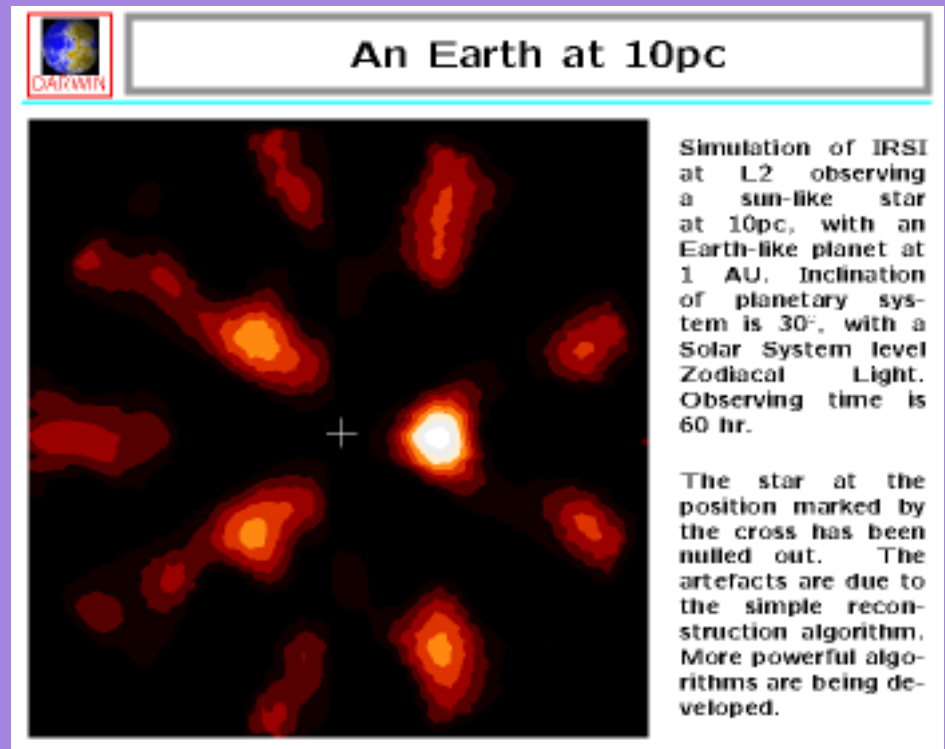 DARWIN
An Earth at 10pc
Simulation of IRSI
at L2 observing
a sun-like star
at 10pc, with an
Earth-like planet at
1 AU. Inclination
of planetary sys-
tem is 30°, with a
Solar System level
Zodiacal Light.
Observing time is
60 hr.
The star at the
position marked by
the cross has been
nulled out. The
artefacts are due to
the simple recon-
struction algorithm.
More powerful algo-
rithms are being de-
veloped.